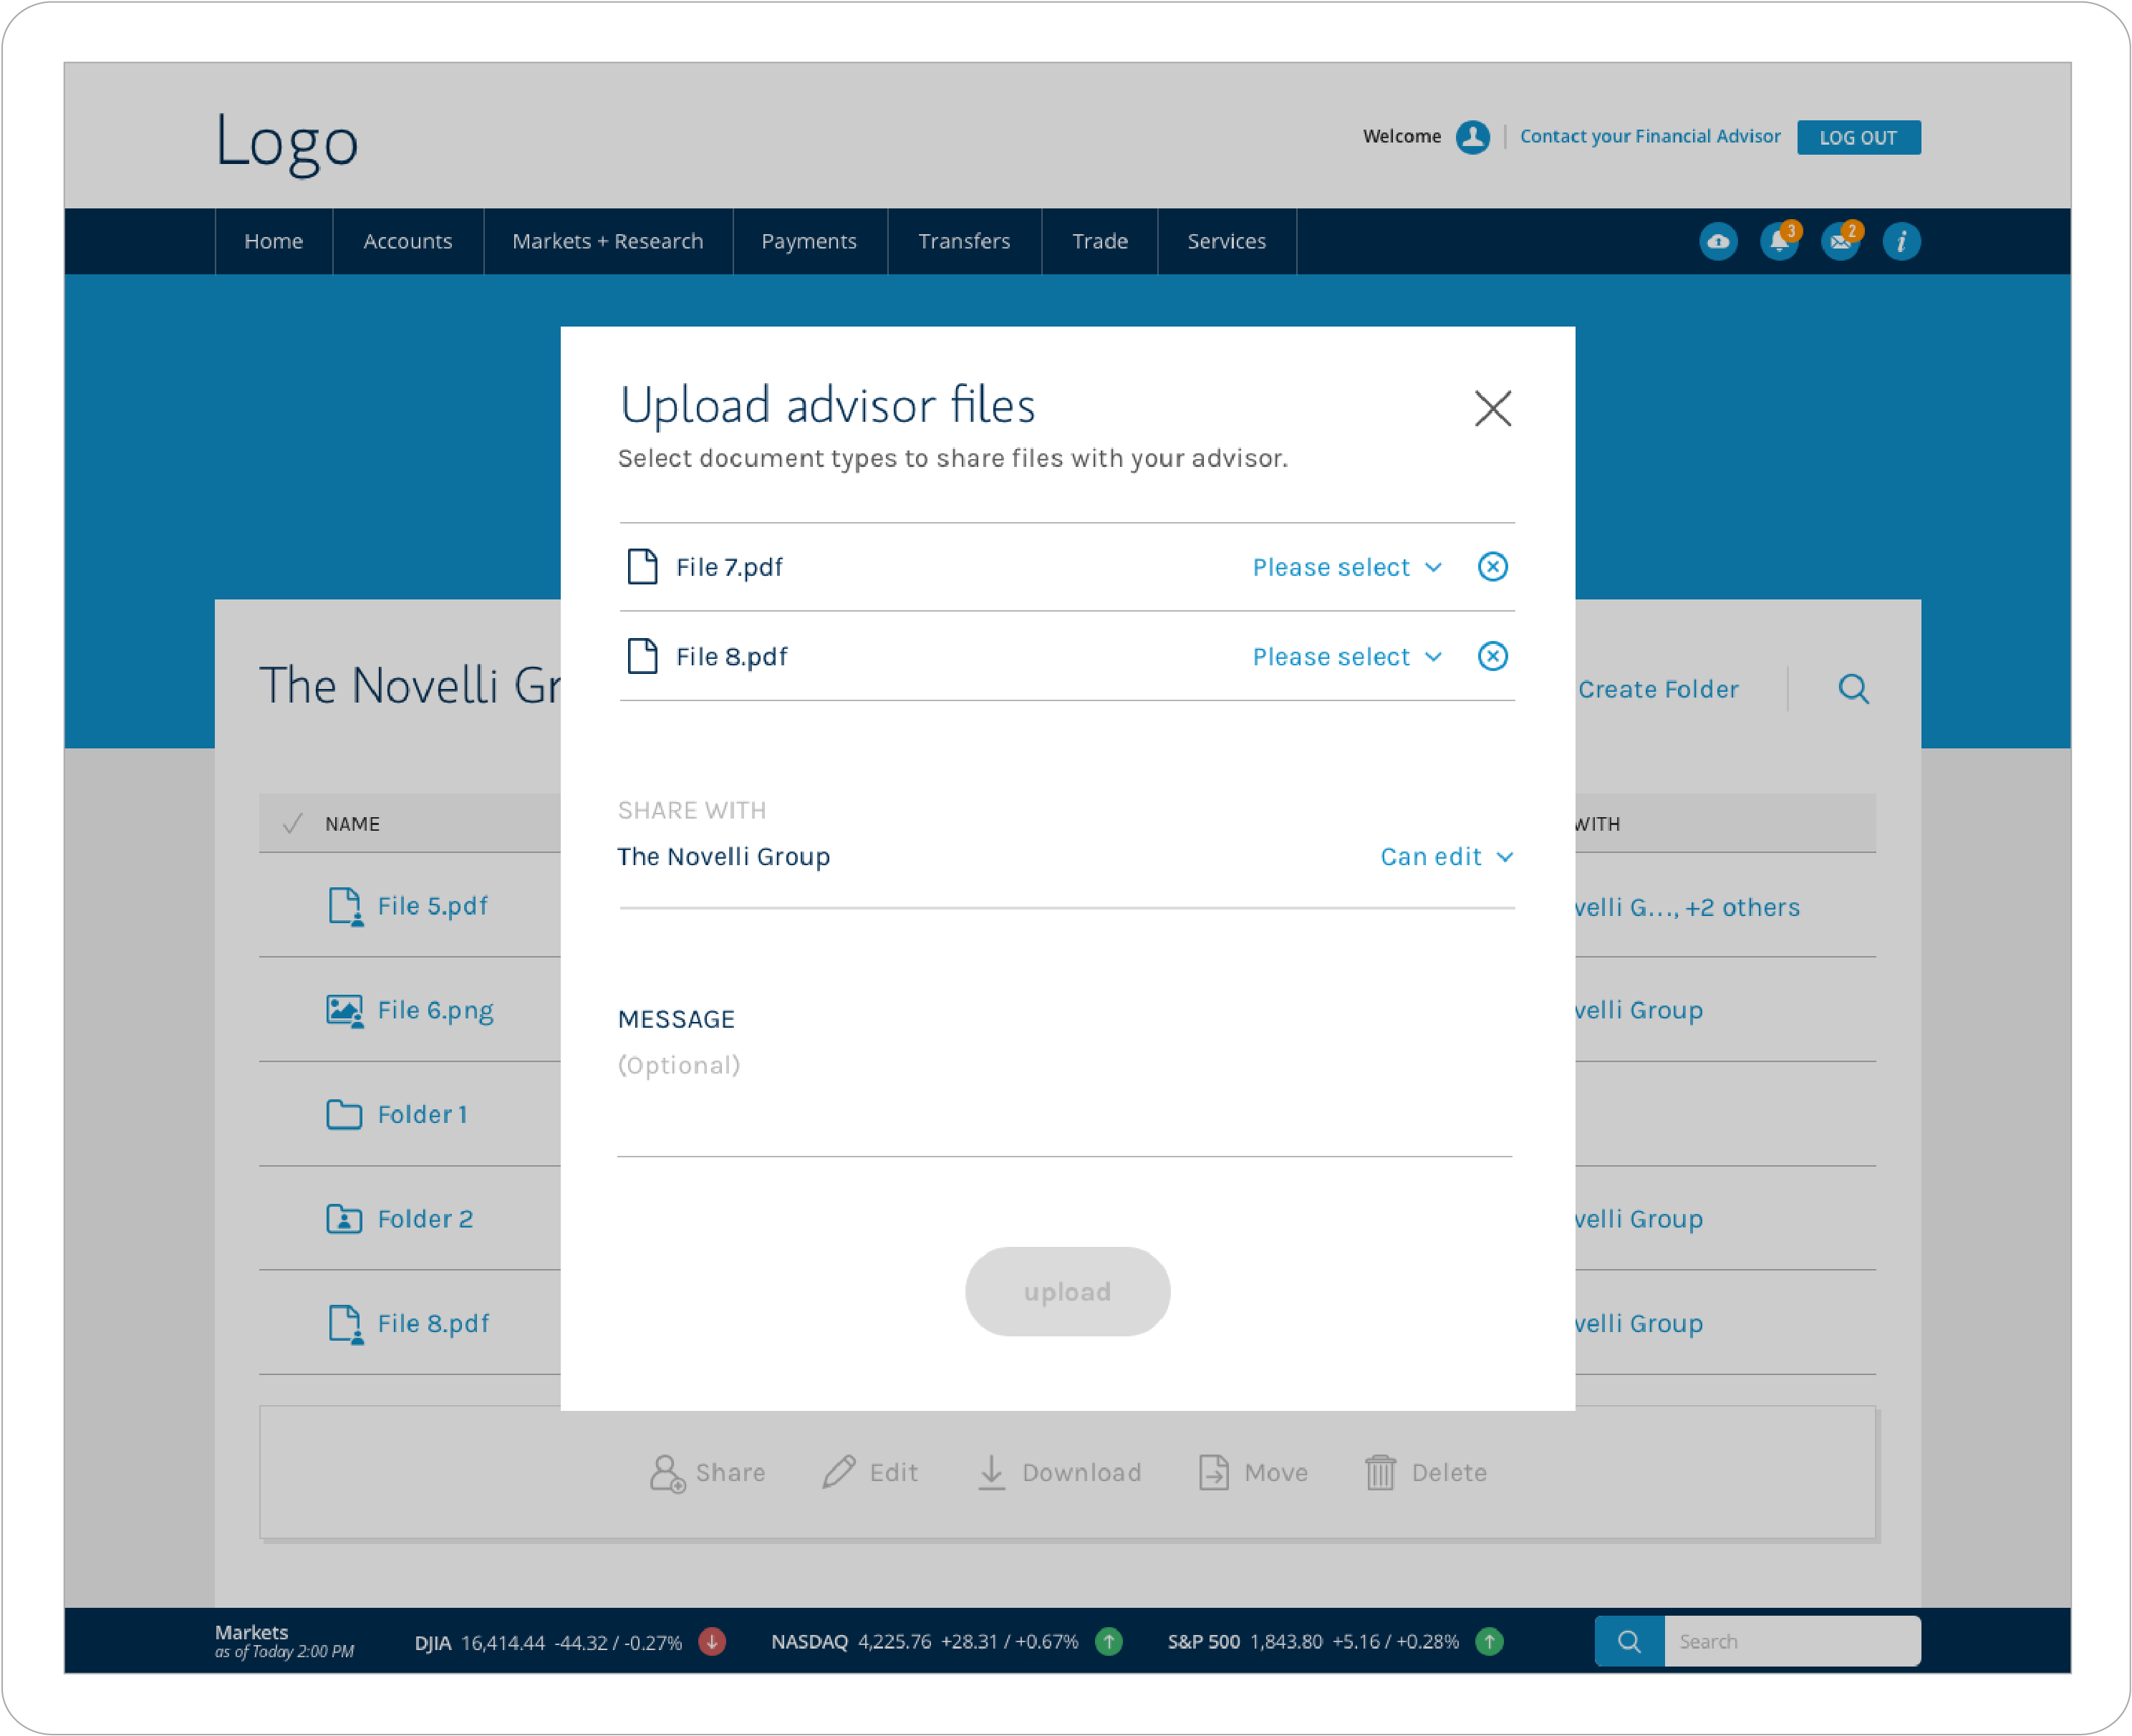 Logo
Welcome
Contact your Financial Advisor
LOG OUT
Home
Accounts
Markets + Research
Payments
Transfers
Trade
Services
3
2
i
Upload advisor files
Select document types to share files with your advisor.
File 7.pdf
Please select
File 8.pdf
Please select
SHARE WITH
The Novelli Group
Can edit
MESSAGE
(Optional)
upload
The Novelli Gr
Create Folder
NAME
WITH
File 5.pdf
velli G..., +2 others
File 6.png
velli Group
Folder 1
Folder 2
velli Group
File 8.pdf
velli Group
Share
Edit
Download
Move
Delete
Markets
as of Today 2:00 PM
DJIA 16,414.44 -44.32 / -0.27%
NASDAQ 4,225.76 +28.31 / +0.67%
S&P 500 1,843.80 +5.16 / +0.28%
Search